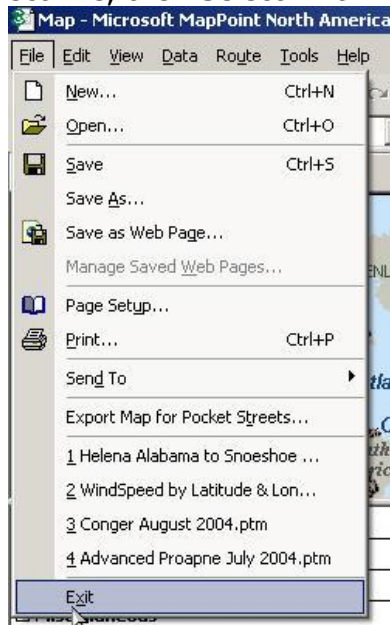 Map - Microsoft MapPoint North America
File Edit View Data Route Tools Help
New... Ctrl+N
Open... Ctrl+O
Save Ctrl+S
Save As...
Save as Web Page...
Manage Saved Web Pages...
Page Setup...
Print... Ctrl+P
Send To
Export Map for Pocket Streets...
1 Helena Alabama to Snoeshoe ...
2 WindSpeed by Latitude & Lon...
3 Conger August 2004.ptm
4 Advanced Proapne July 2004.ptm
Exit